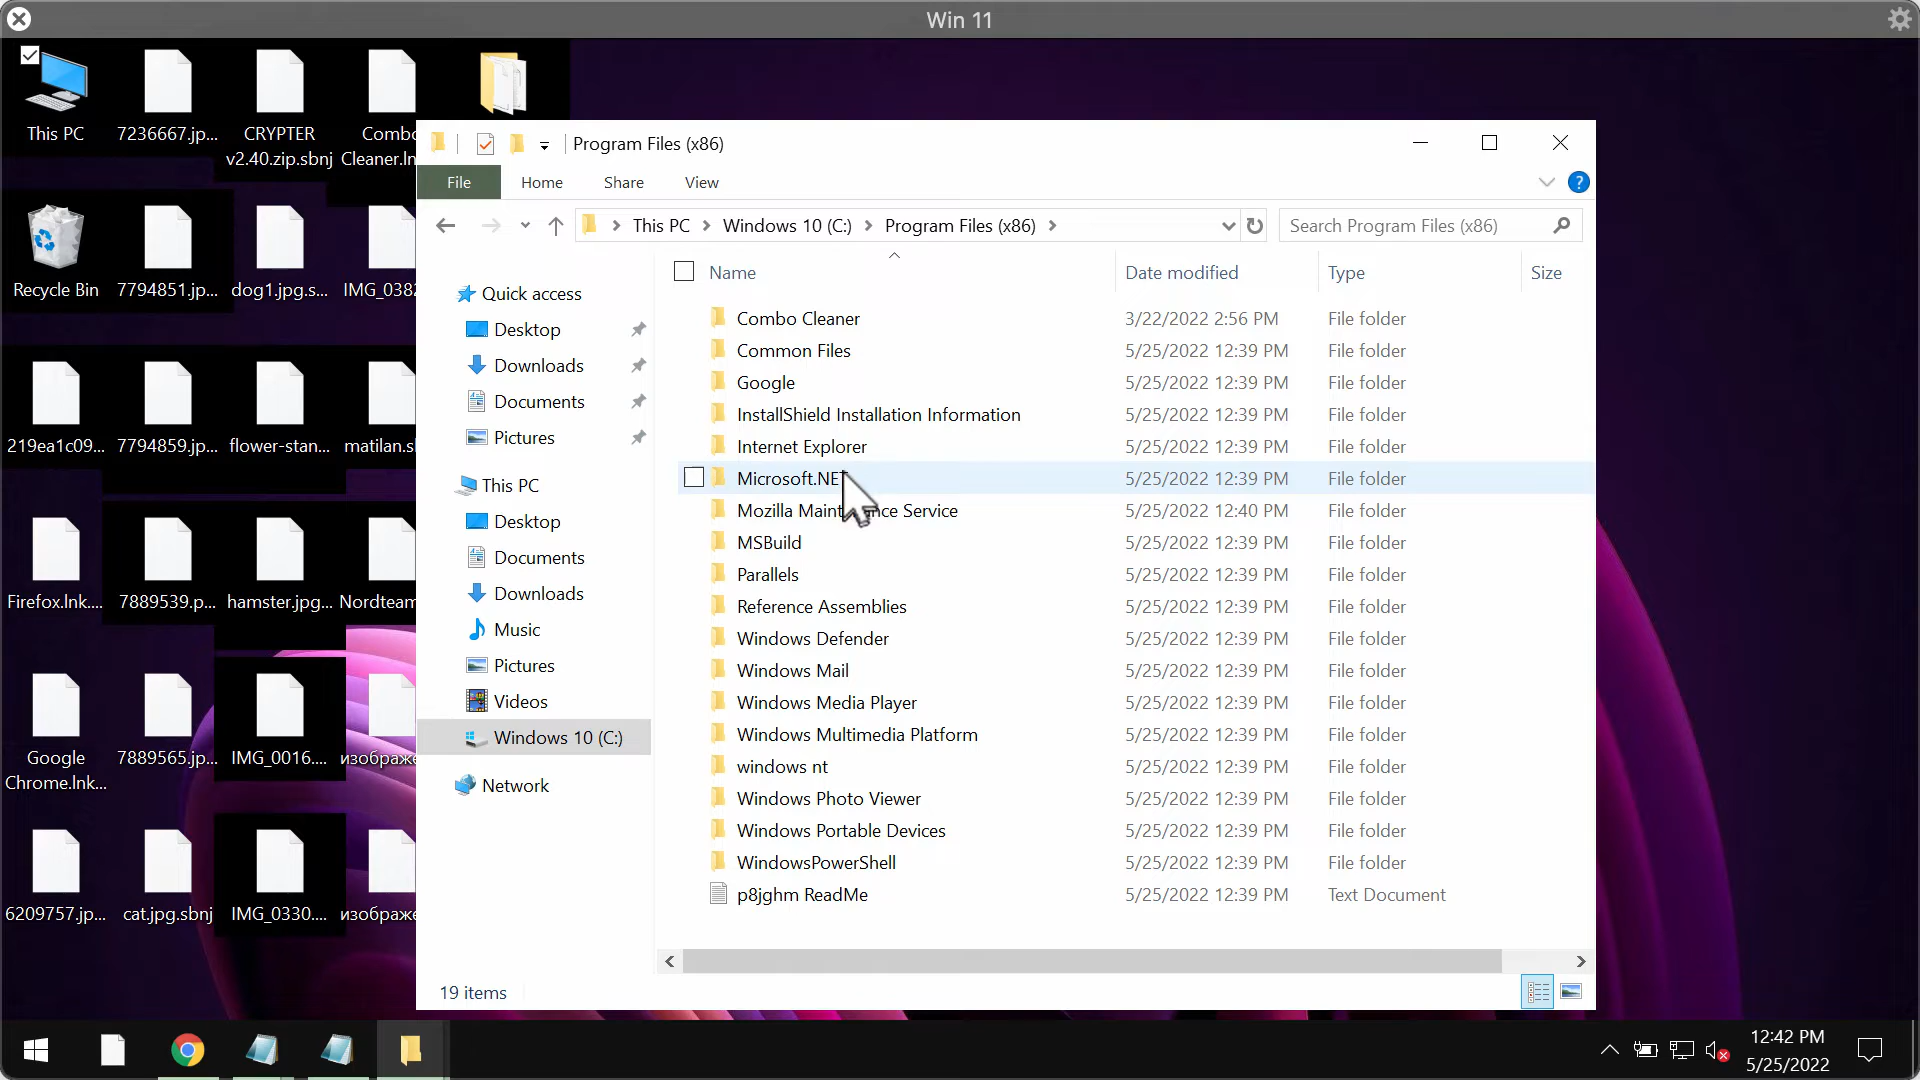 Win 11
This PC
7236667.jp...
CRYPTER
v2.40.zip.sbnj
Combo
Cleaner.ln
Recycle Bin
7794851.jp...
dog1.jpg.s...
IMG_0382
219ea1c09...
7794859.jp...
flower-stan...
matilan.sl
Firefox.lnk....
7889539.p...
hamster.jpg...
Nordteam
Google
Chrome.lnk...
7889565.jp...
IMG_0016....
изображе
6209757.jp...
cat.jpg.sbnj
IMG_0330....
изображе
Program Files (x86)
File
Home
Share
View
This PC
Windows 10 (C:)
Program Files (x86)
Search Program Files (x86)
Quick access
Desktop
Downloads
Documents
Pictures
This PC
Desktop
Documents
Downloads
Music
Pictures
Videos
Windows 10 (C:)
Network
Name Date modified Type Size
Combo Cleaner 3/22/2022 2:56 PM File folder
Common Files 5/25/2022 12:39 PM File folder
Google 5/25/2022 12:39 PM File folder
InstallShield Installation Information 5/25/2022 12:39 PM File folder
Internet Explorer 5/25/2022 12:39 PM File folder
Microsoft.NET 5/25/2022 12:39 PM File folder
Mozilla Maintenance Service 5/25/2022 12:40 PM File folder
MSBuild 5/25/2022 12:39 PM File folder
Parallels 5/25/2022 12:39 PM File folder
Reference Assemblies 5/25/2022 12:39 PM File folder
Windows Defender 5/25/2022 12:39 PM File folder
Windows Mail 5/25/2022 12:39 PM File folder
Windows Media Player 5/25/2022 12:39 PM File folder
Windows Multimedia Platform 5/25/2022 12:39 PM File folder
windows nt 5/25/2022 12:39 PM File folder
Windows Photo Viewer 5/25/2022 12:39 PM File folder
Windows Portable Devices 5/25/2022 12:39 PM File folder
WindowsPowerShell 5/25/2022 12:39 PM File folder
p8jghm ReadMe 5/25/2022 12:39 PM Text Document
19 items
12:42 PM
5/25/2022